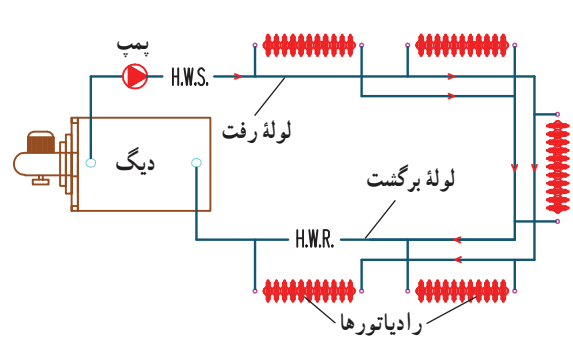 پمپ
H.W.S.
لولهٔ رفت
دیگ
لولهٔ برگشت
H.W.R.
رادیاتورها